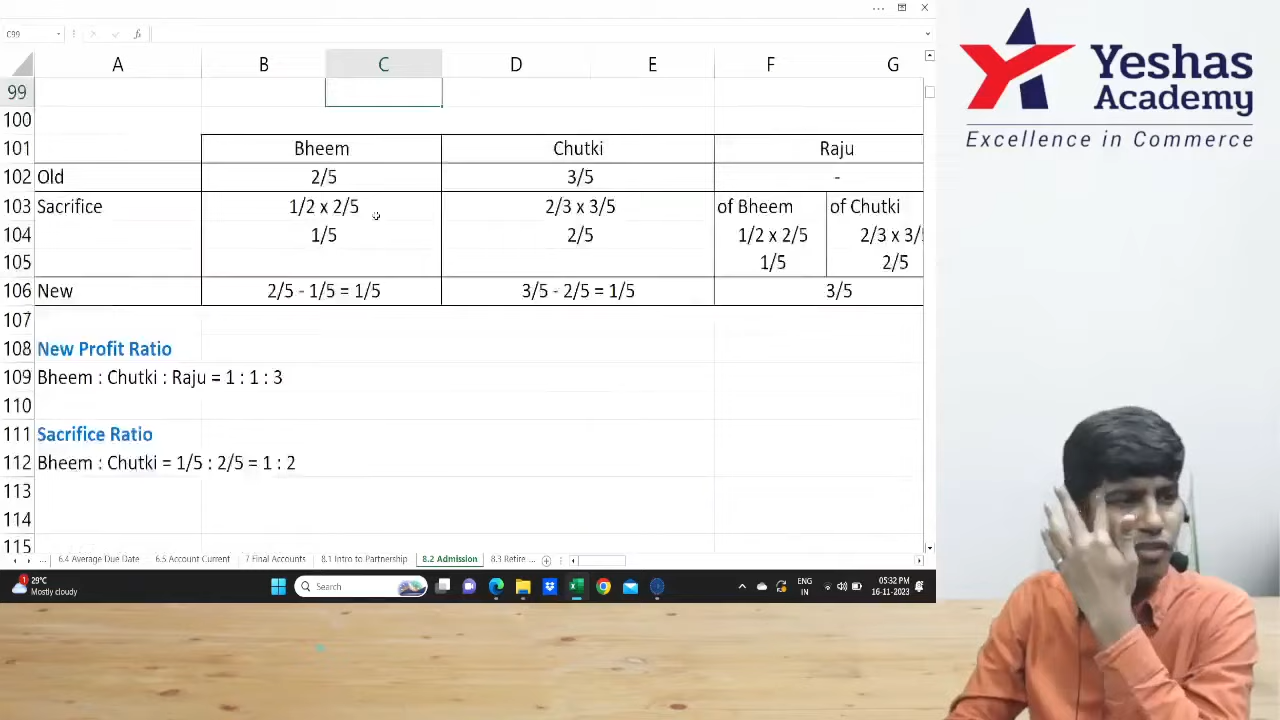 C99
fx
A B C D E F G
99
100
101 Bheem Chutki Raju
102 Old 2/5 3/5 -
103 Sacrifice 1/2 x 2/5 2/3 x 3/5 of Bheem of Chutki
104 1/5 2/5 1/2 x 2/5 2/3 x 3/
105 1/5 2/5
106 New 2/5 - 1/5 = 1/5 3/5 - 2/5 = 1/5 3/5
107
108 New Profit Ratio
109 Bheem : Chutki : Raju = 1 : 1 : 3
110
111 Sacrifice Ratio
112 Bheem : Chutki = 1/5 : 2/5 = 1 : 2
113
114
115
... 6.4 Average Due Date 6.5 Account Current 7 Final Accounts 8.1 Intro to Partnership 8.2 Admission 8.3 Retire ...
1
29°C
Mostly cloudy
Search
ENG
IN
05:32 PM
16-11-2023
Yeshas
Academy
Excellence in Commerce